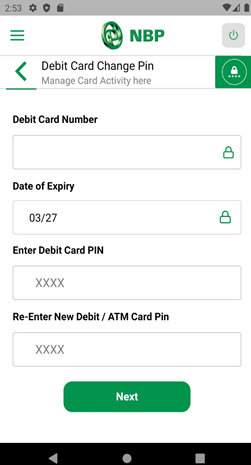 2:53
NBP
Debit Card Change Pin
Manage Card Activity here
Debit Card Number
Date of Expiry
03/27
Enter Debit Card PIN
XXXX
Re-Enter New Debit / ATM Card Pin
XXXX
Next